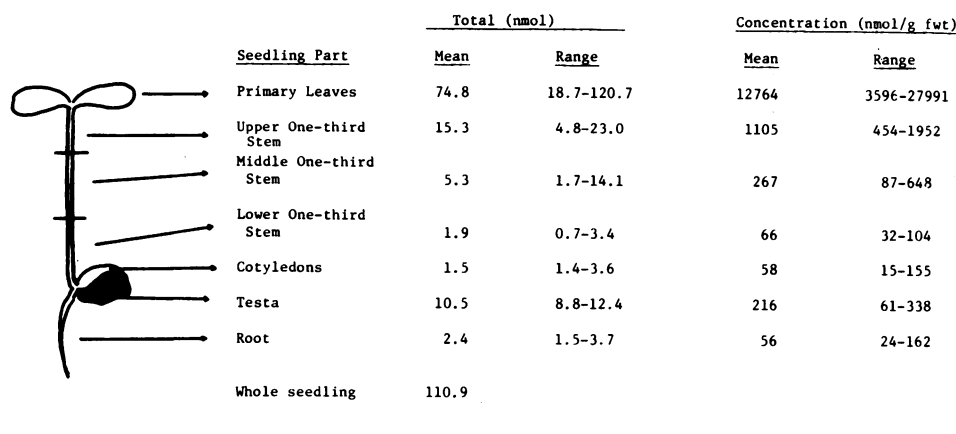 Total (nmol) Concentration (nmol/g fwt)
Seedling Part Mean Range Mean Range
Primary Leaves 74.8 18.7-120.7 12764 3596-27991
Upper One-third 15.3 4.8-23.0 1105 454-1952
Stem
Middle One-third
Stem 5.3 1.7-14.1 267 87-648
Lower One-third
Stem 1.9 0.7-3.4 66 32-104
Cotyledons 1.5 1.4-3.6 58 15-155
Testa 10.5 8.8-12.4 216 61-338
Root 2.4 1.5-3.7 56 24-162
Whole seedling 110.9